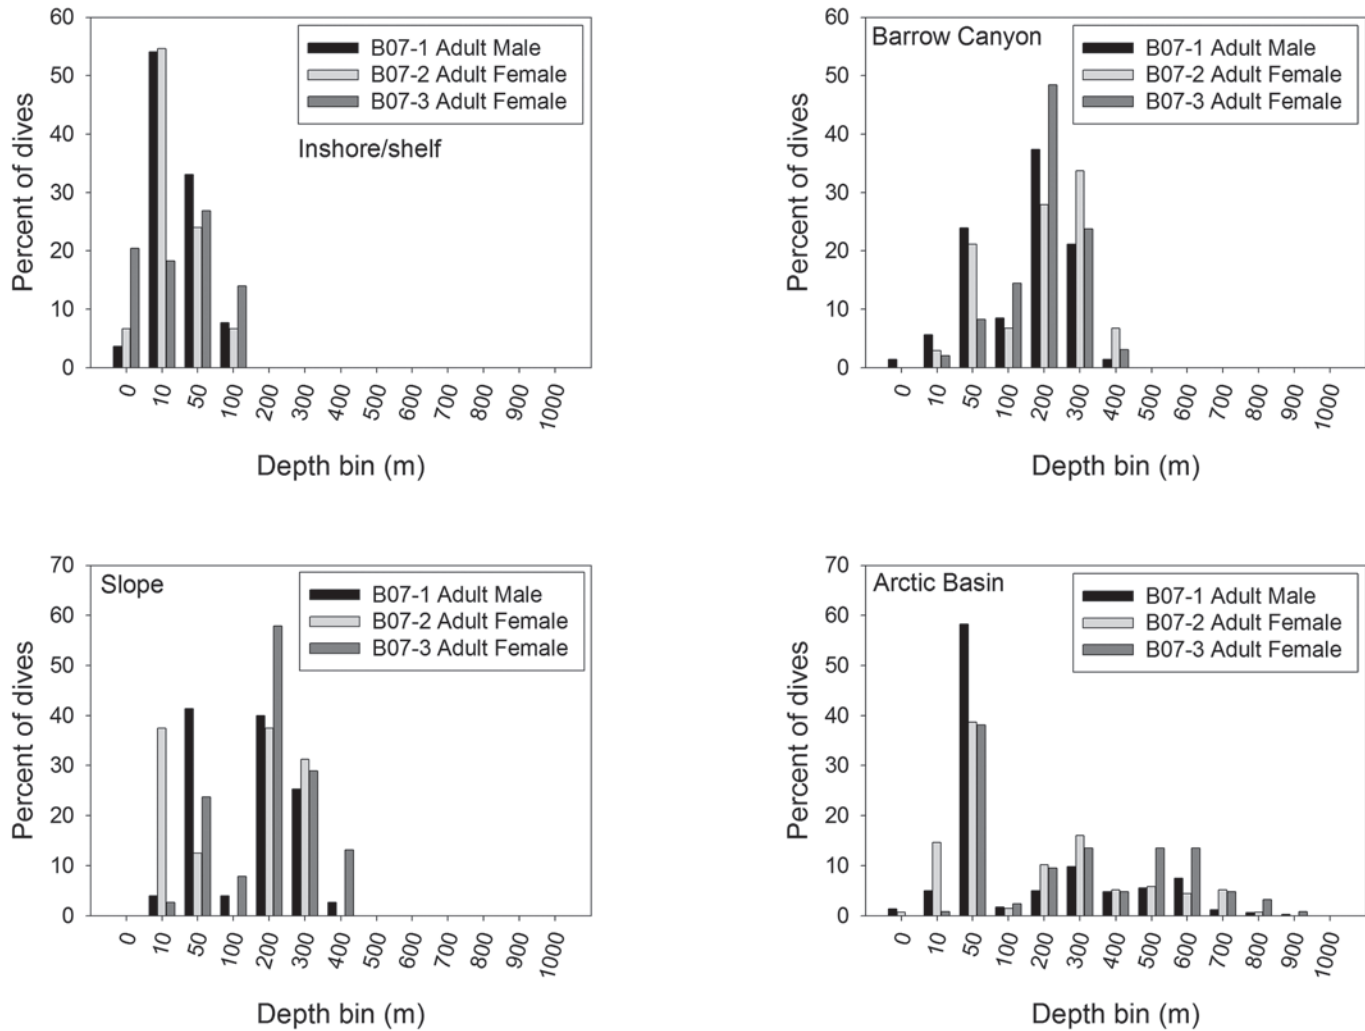 60
50
40
30
20
10
0
Percent of dives
B07-1 Adult Male
B07-2 Adult Female
B07-3 Adult Female
Inshore/shelf
0 10 50 100 200 300 400 500 600 700 800 900 1000
Depth bin (m)
60
50
40
30
20
10
0
Percent of dives
Barrow Canyon
B07-1 Adult Male
B07-2 Adult Female
B07-3 Adult Female
0 10 50 100 200 300 400 500 600 700 800 900 1000
Depth bin (m)
70
60
50
40
30
20
10
0
Percent of dives
Slope
B07-1 Adult Male
B07-2 Adult Female
B07-3 Adult Female
0 10 50 100 200 300 400 500 600 700 800 900 1000
Depth bin (m)
70
60
50
40
30
20
10
0
Percent of dives
Arctic Basin
B07-1 Adult Male
B07-2 Adult Female
B07-3 Adult Female
0 10 50 100 200 300 400 500 600 700 800 900 1000
Depth bin (m)